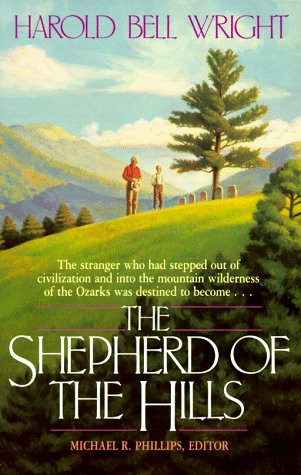 HAROLD BELL WRIGHT
The stranger who had stepped out of
civilization and into the mountain wilderness
of the Ozarks was destined to become . . .
THE
SHEPHERD OF
THE HILLS
MICHAEL R. PHILLIPS, EDITOR